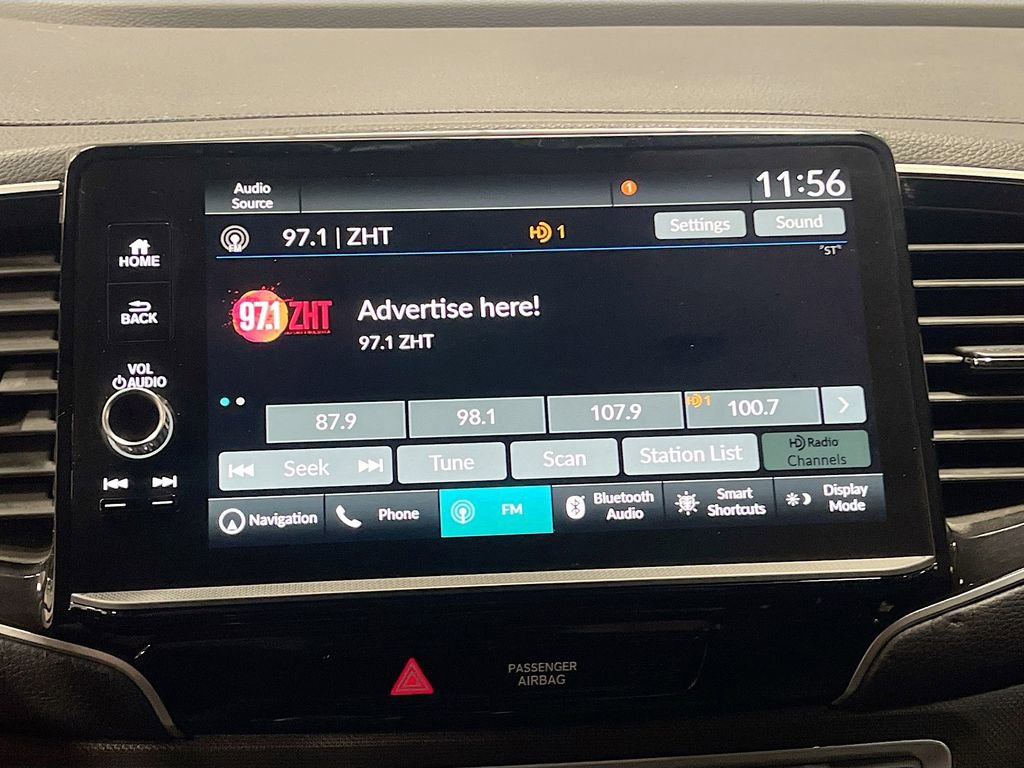 Audio
Source
1
11:56
FM
97.1 | ZHT
HD 1
Settings
Sound
"ST"
HOME
BACK
VOL
AUDIO
97.1 ZHT
Advertise here!
97.1 ZHT
87.9
98.1
107.9
HD 1 100.7
Seek
Tune
Scan
Station List
HD Radio
Channels
Navigation
Phone
FM
Bluetooth
Audio
Smart
Shortcuts
Display
Mode
PASSENGER
AIRBAG